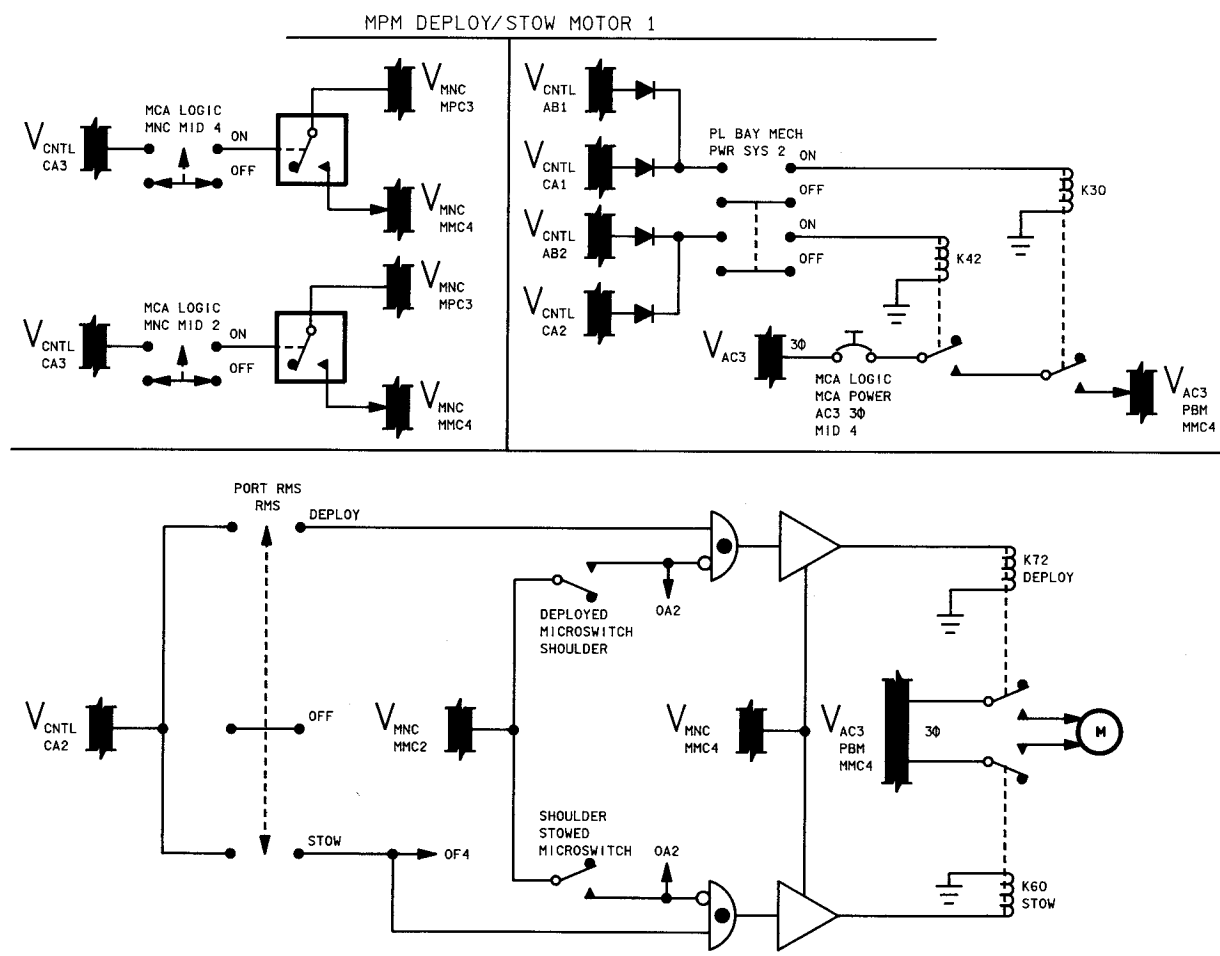 MPM DEPLOY/STOW MOTOR 1
V CNTL CA3
MCA LOGIC
MNC MID 4
ON
OFF
V MNC MPC3
V MNC MMC4
V CNTL CA3
MCA LOGIC
MNC MID 2
ON
OFF
V MNC MPC3
V MNC MMC4
V CNTL AB1
V CNTL CA1
V CNTL AB2
V CNTL CA2
PL BAY MECH
PWR SYS 2
ON
OFF
ON
OFF
K30
K42
V AC3
3Φ
MCA LOGIC
MCA POWER
AC3 3Φ
MID 4
V AC3 PBM MMC4
PORT RMS
RMS
DEPLOY
OFF
STOW
V CNTL CA2
OF4
V MNC MMC2
DEPLOYED
MICROSWITCH
SHOULDER
OA2
SHOULDER
STOWED
MICROSWITCH
OA2
V MNC MMC4
V AC3 PBM MMC4
3Φ
K72
DEPLOY
M
K60
STOW